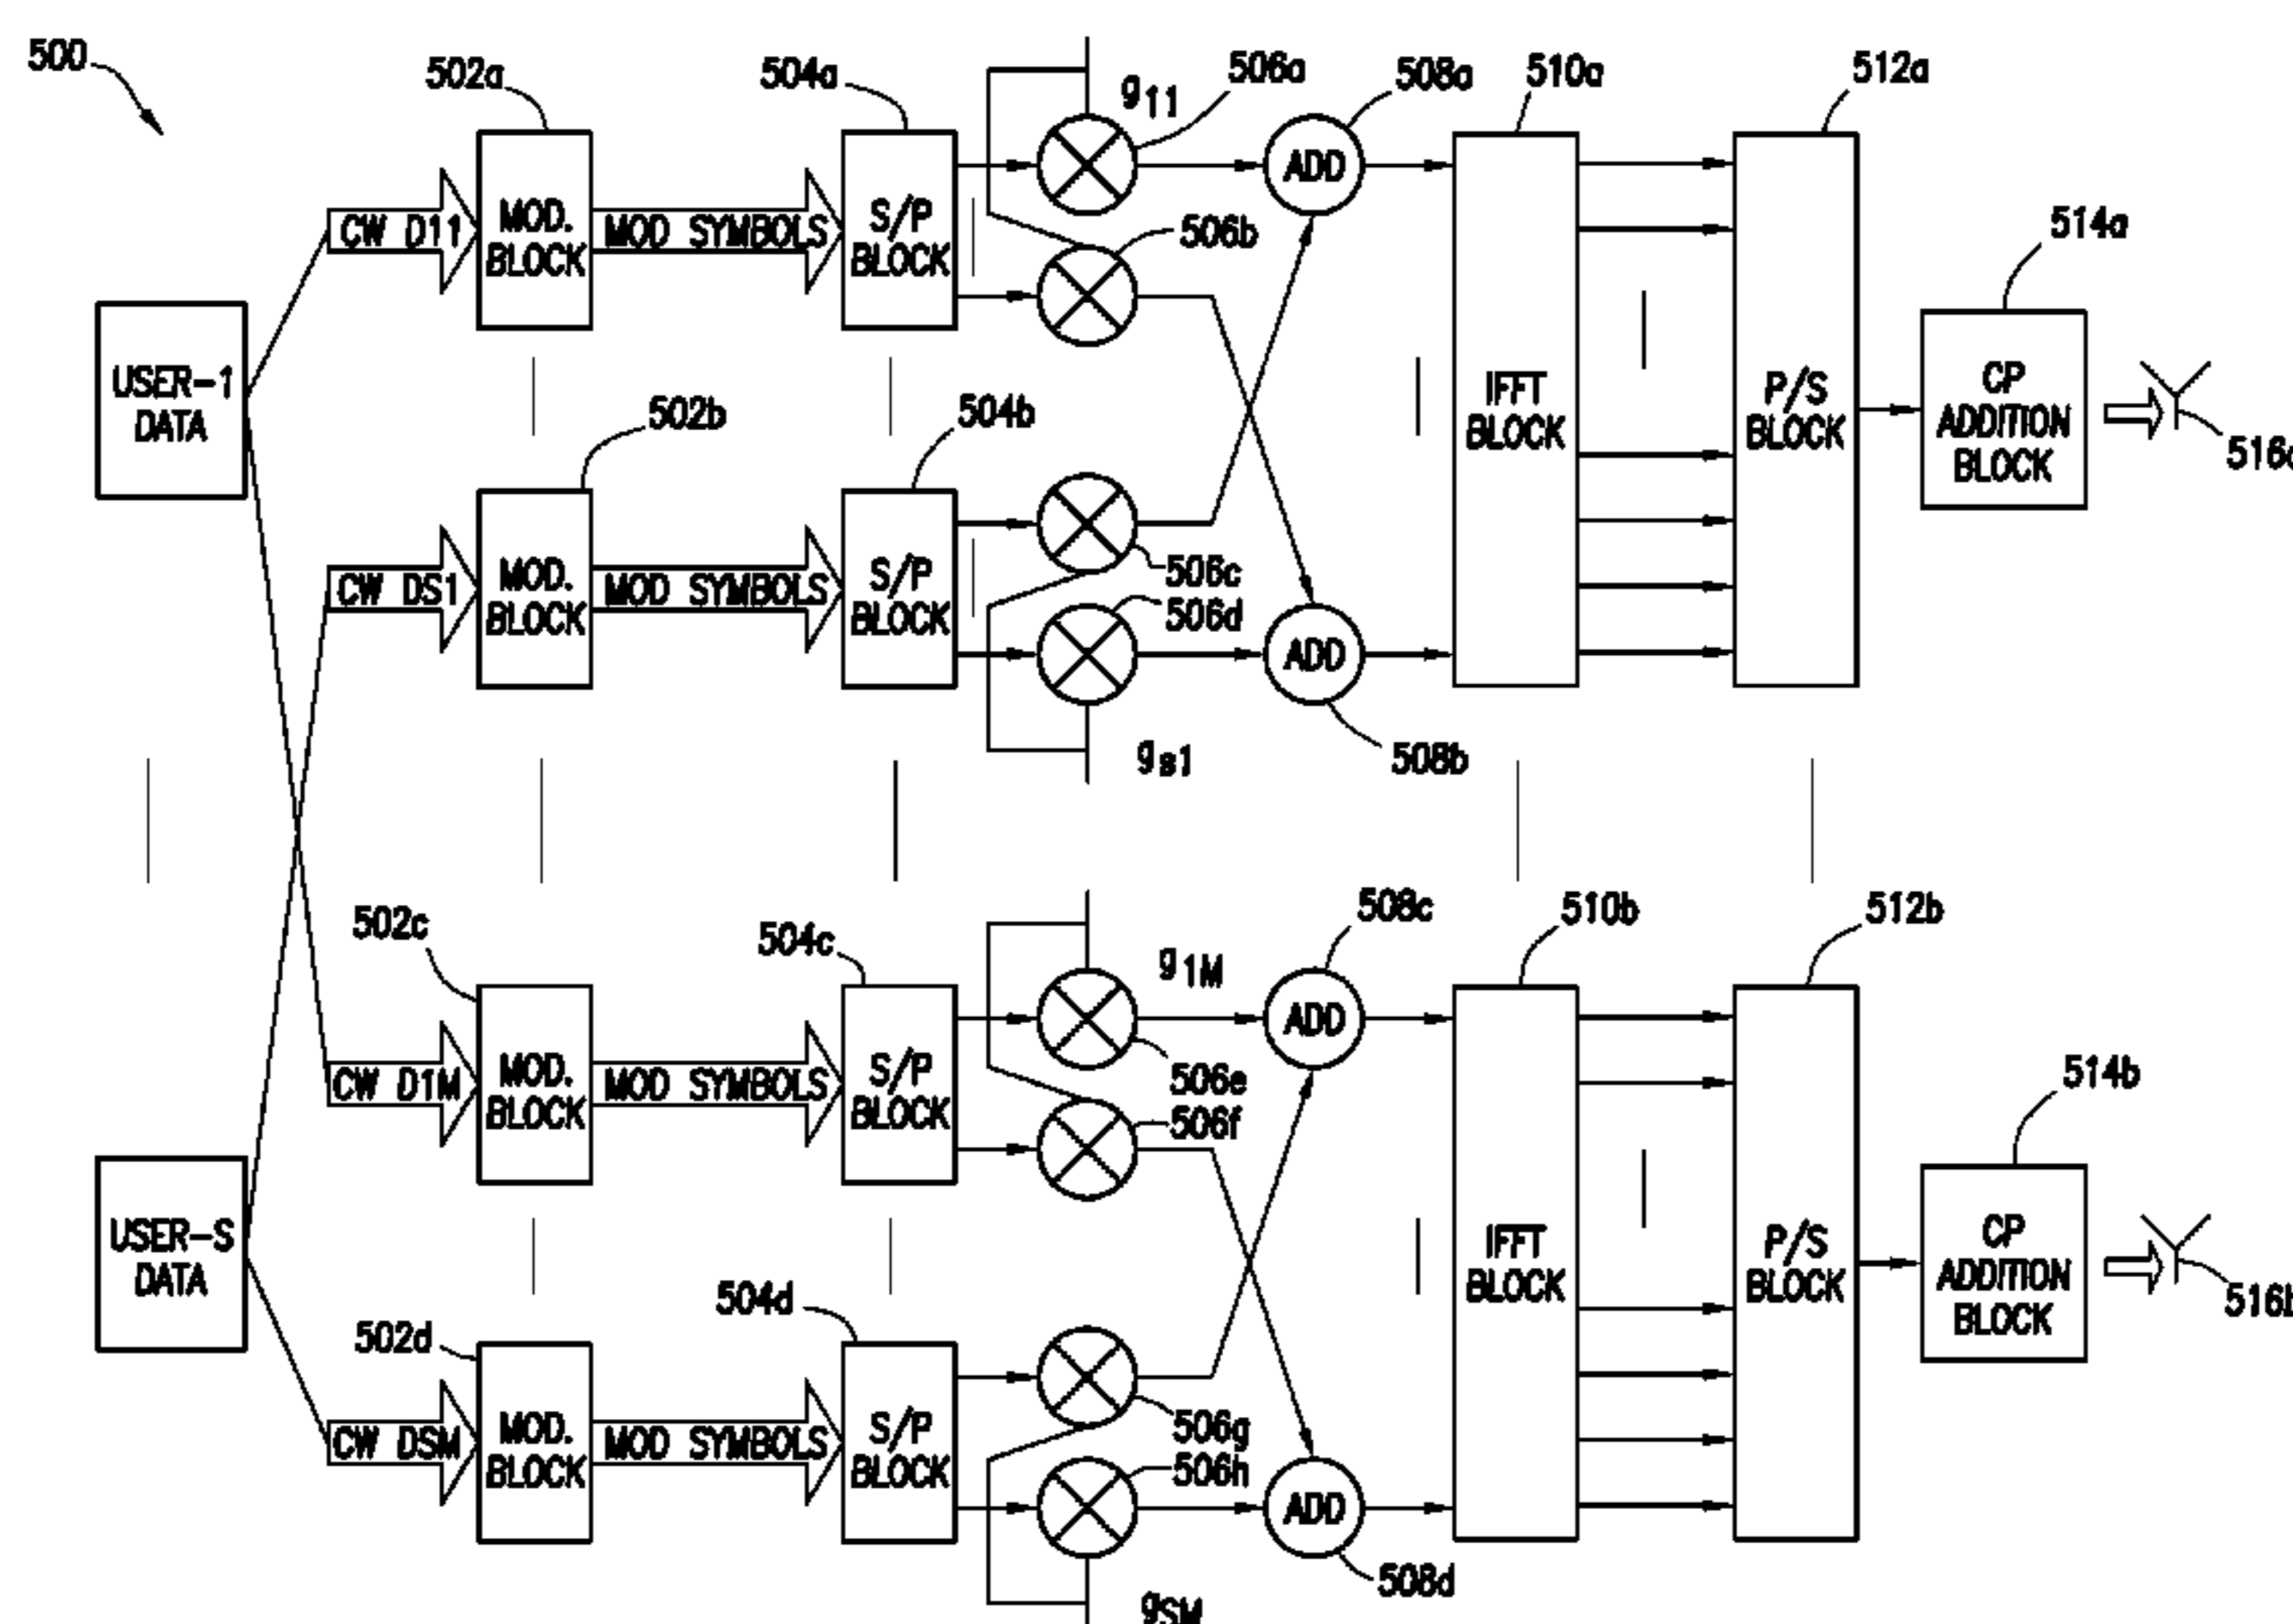 500
502a
504a
g11
506a
508a
510a
512a
CW D11
MOD.
BLOCK
MOD SYMBOLS
S/P
BLOCK
ADD
506b
514a
USER-1
DATA
502b
504b
IFFT
BLOCK
P/S
BLOCK
CP
ADDITION
BLOCK
CW DS1
MOD.
BLOCK
MOD SYMBOLS
S/P
BLOCK
506c
506d
ADD
gs1
508b
502c
504c
g1M
508c
510b
512b
CW D1M
MOD.
BLOCK
MOD SYMBOLS
S/P
BLOCK
ADD
506e
506f
514b
USER-S
DATA
502d
504d
IFFT
BLOCK
P/S
BLOCK
CP
ADDITION
BLOCK
CW DSM
MOD.
BLOCK
MOD SYMBOLS
S/P
BLOCK
506g
506h
ADD
508d
gSM